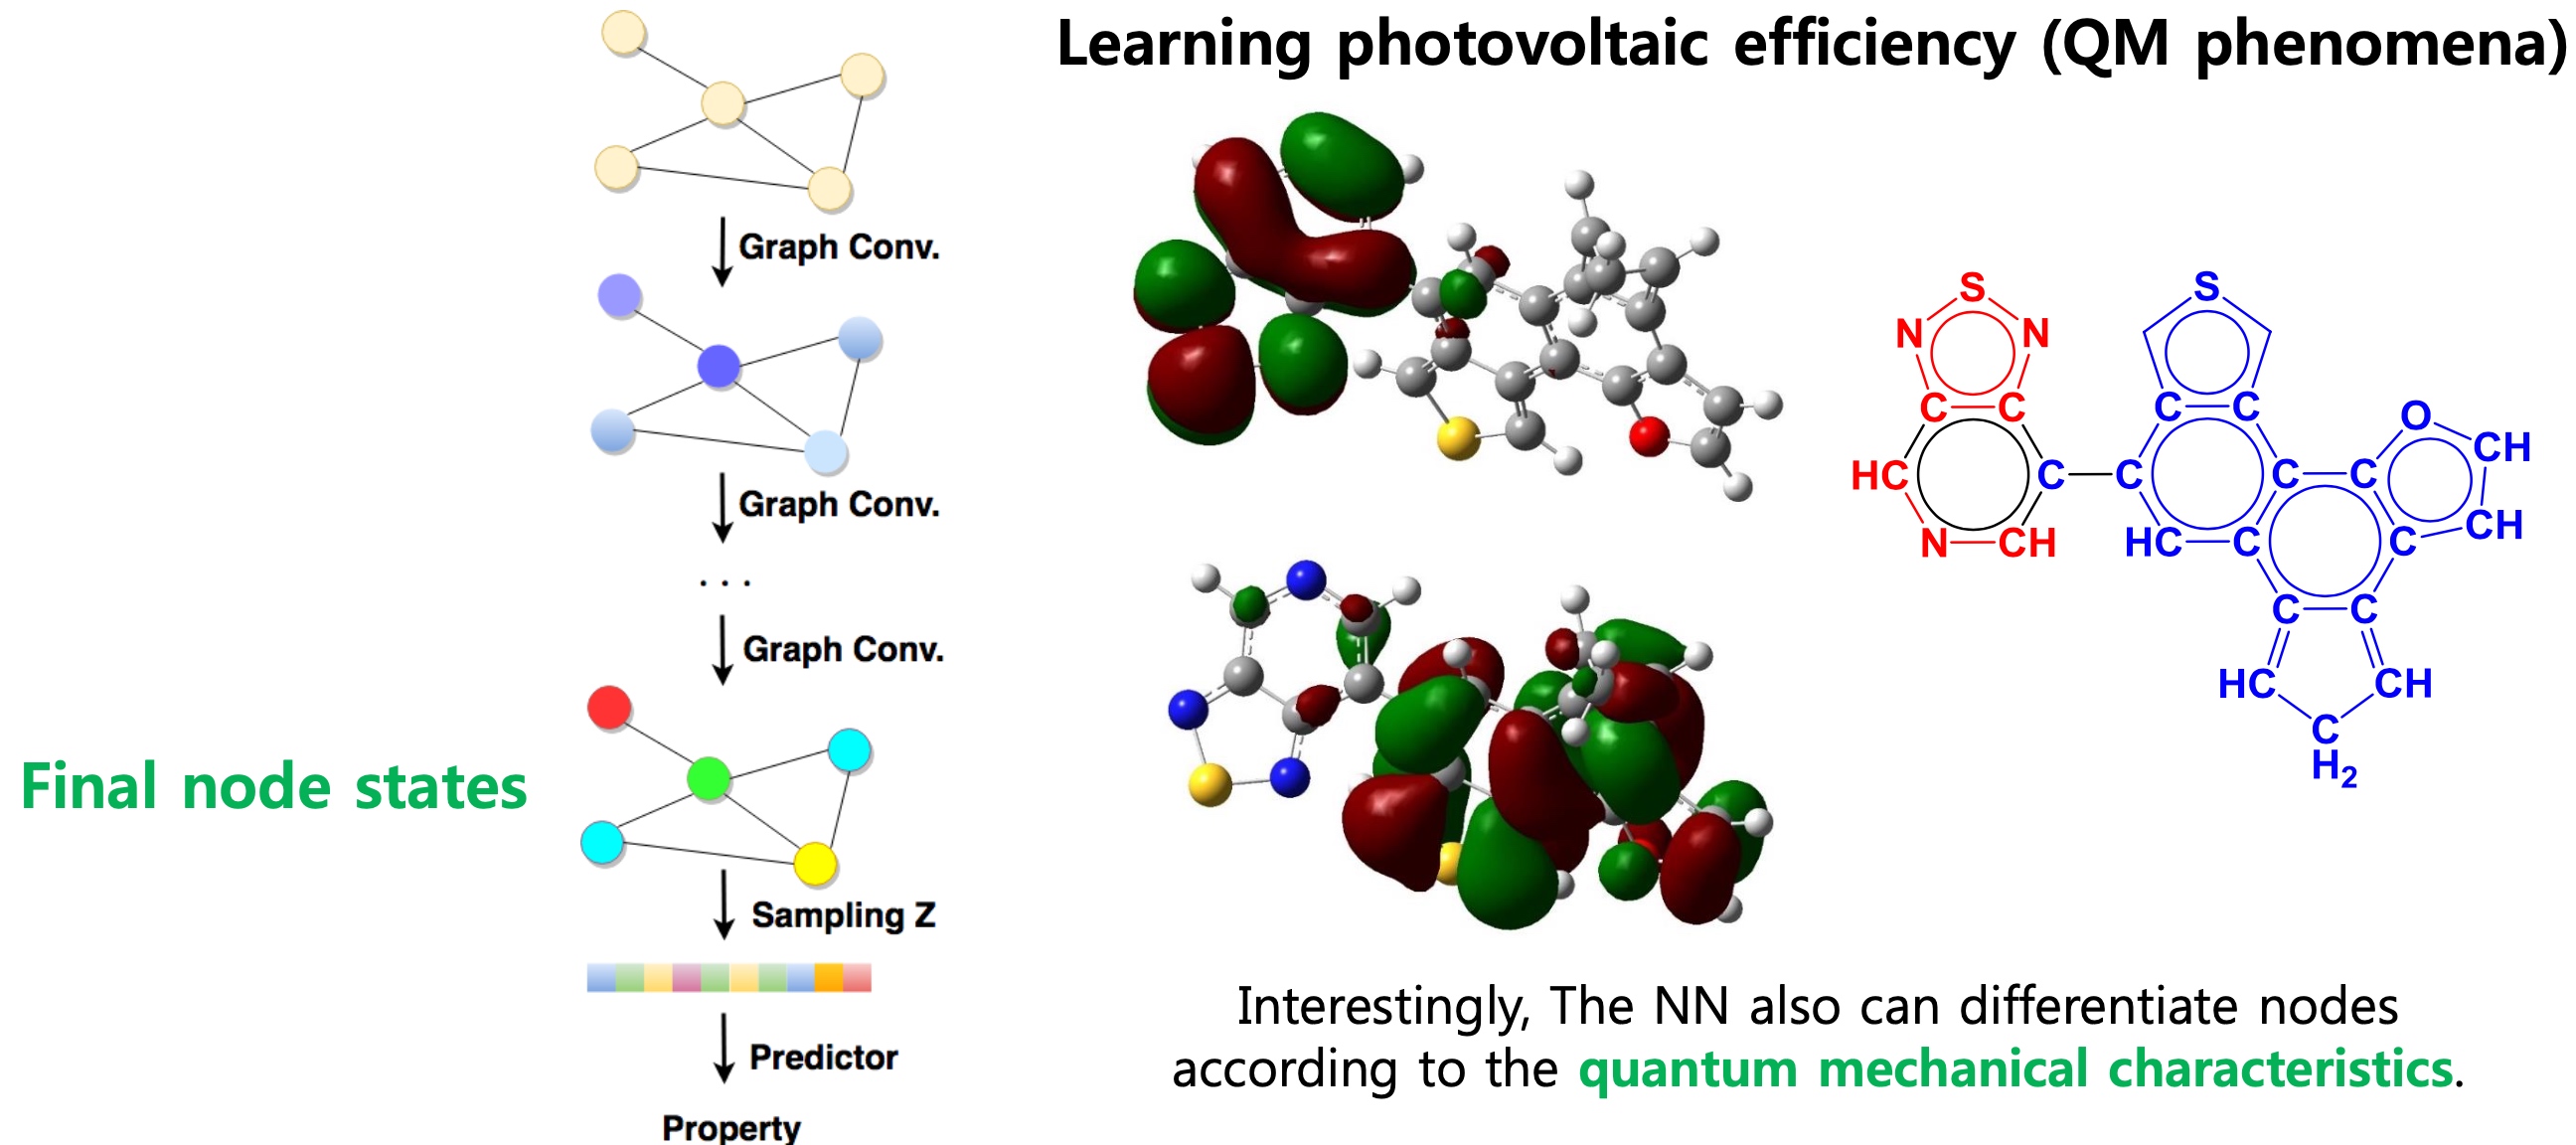 Learning photovoltaic efficiency (QM phenomena)
Graph Conv.
Graph Conv.
. . .
Graph Conv.
Final node states
Sampling Z
Predictor
Property
S
N N
C C
HC C
N CH
S
C C
O
CH
C C C
CH
HC C C
C C
HC CH
C
H2
Interestingly, The NN also can differentiate nodes
according to the quantum mechanical characteristics.